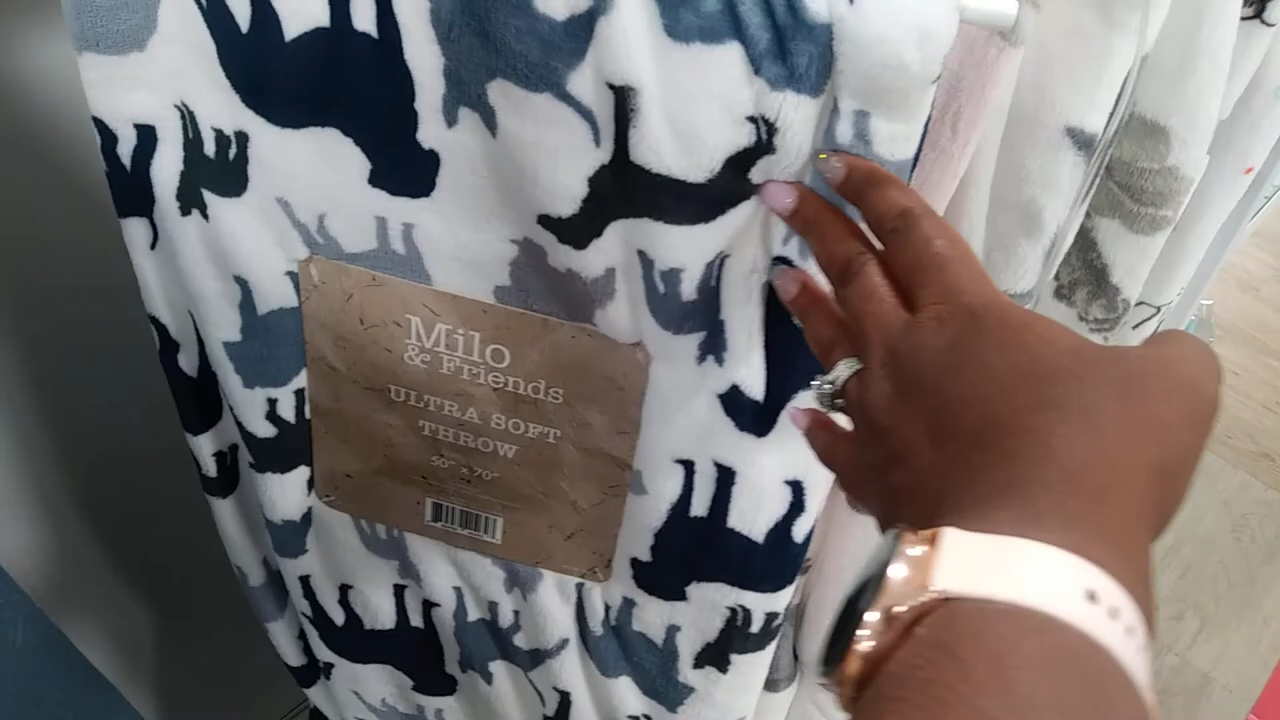 Milo
& Friends
ULTRA SOFT
THROW
50" x 70"